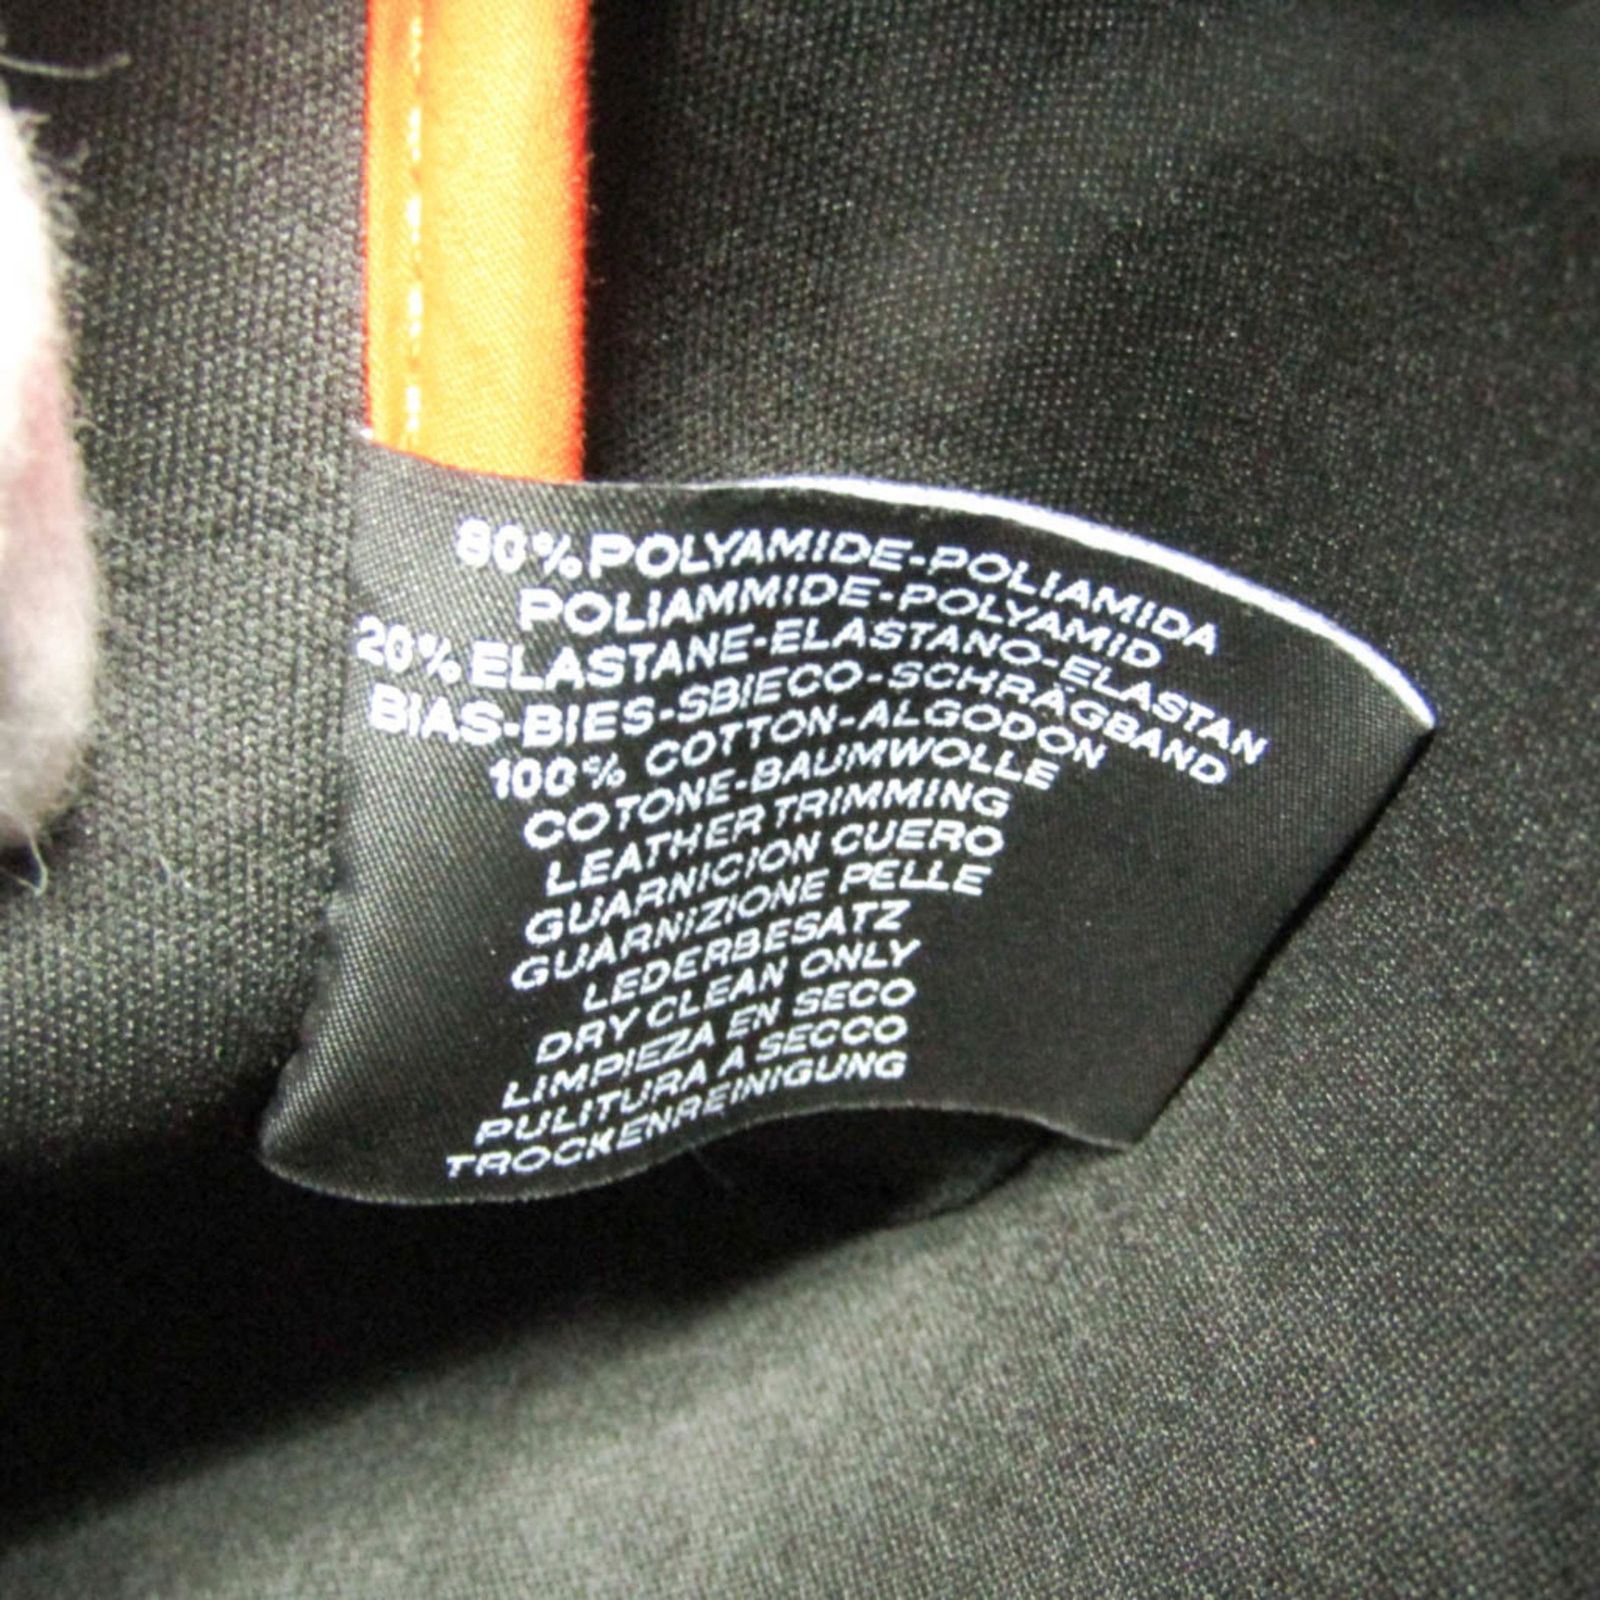 80% POLYAMIDE-POLIAMIDA
POLIAMMIDE-POLYAMID
20% ELASTANE-ELASTANO-ELASTAN
BIAS-BIES-SBIECO-SCHRÄGBAND
100% COTTON-ALGODON
COTONE-BAUMWOLLE
LEATHER TRIMMING
GUARNICION CUERO
GUARNIZIONE PELLE
LEDERBESATZ
DRY CLEAN ONLY
LIMPIEZA EN SECO
PULITURA A SECCO
TROCKENREINIGUNG